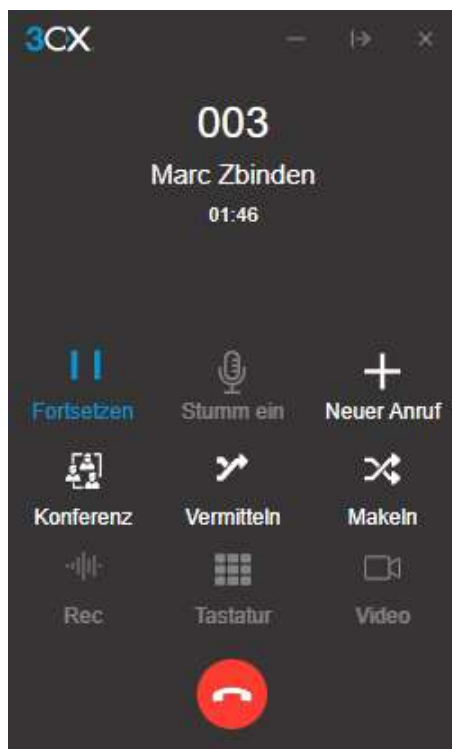 3CX
003
Marc Zbinden
01:46
Fortsetzen Stumm ein Neuer Anruf
Konferenz Vermitteln Makeln
Rec Tastatur Video